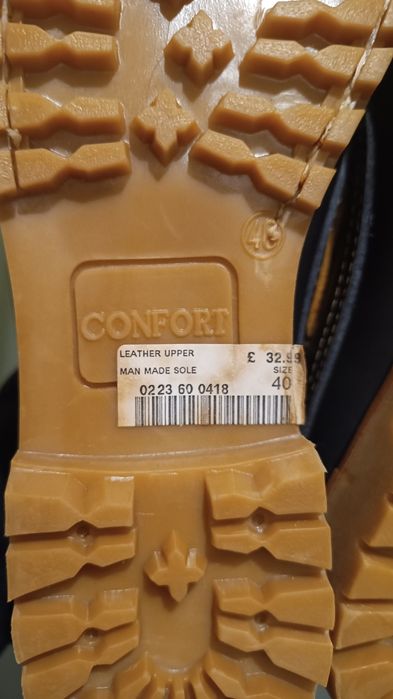 40
CONFORT
LEATHER UPPER £ 32.99
MAN MADE SOLE SIZE
0223 60 0418 40